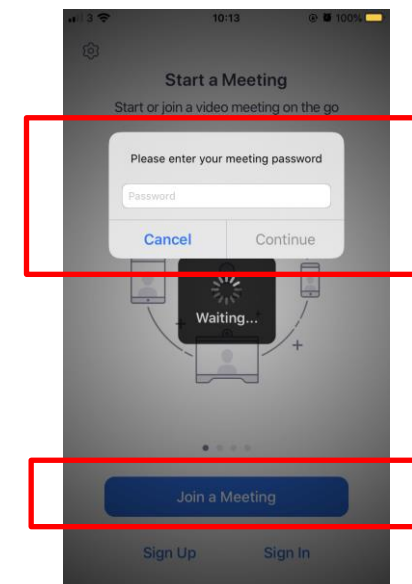 3 10:13 100%
Start a Meeting
Start or join a video meeting on the go
Please enter your meeting password
Password
Cancel Continue
Waiting...
Join a Meeting
Sign Up Sign In